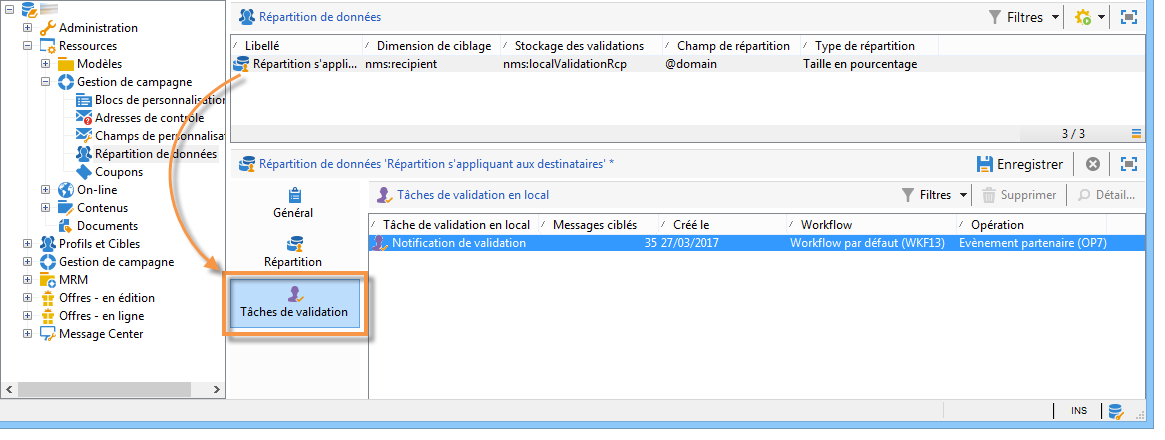 Administration
Ressources
Modèles
Gestion de campagne
Blocs de personnalisation
Adresses de contrôle
Champs de personnalisat
Répartition de données
Coupons
On-line
Contenus
Documents
Profils et Cibles
Gestion de campagne
MRM
Offres - en édition
Offres - en ligne
Message Center
Répartition de données
Filtres
Libellé Dimension de ciblage Stockage des validations Champ de répartition Type de répartition
Répartition s'appli... nms:recipient nms:localValidationRcp @domain Taille en pourcentage
3 / 3
Répartition de données 'Répartition s'appliquant aux destinataires' *
Enregistrer
Général
Répartition
Tâches de validation
Tâches de validation en local
Filtres Supprimer Détail...
Tâche de validation en local Messages ciblés Créé le Workflow Opération
Notification de validation 35 27/03/2017 Workflow par défaut (WKF13) Evènement partenaire (OP7)
INS